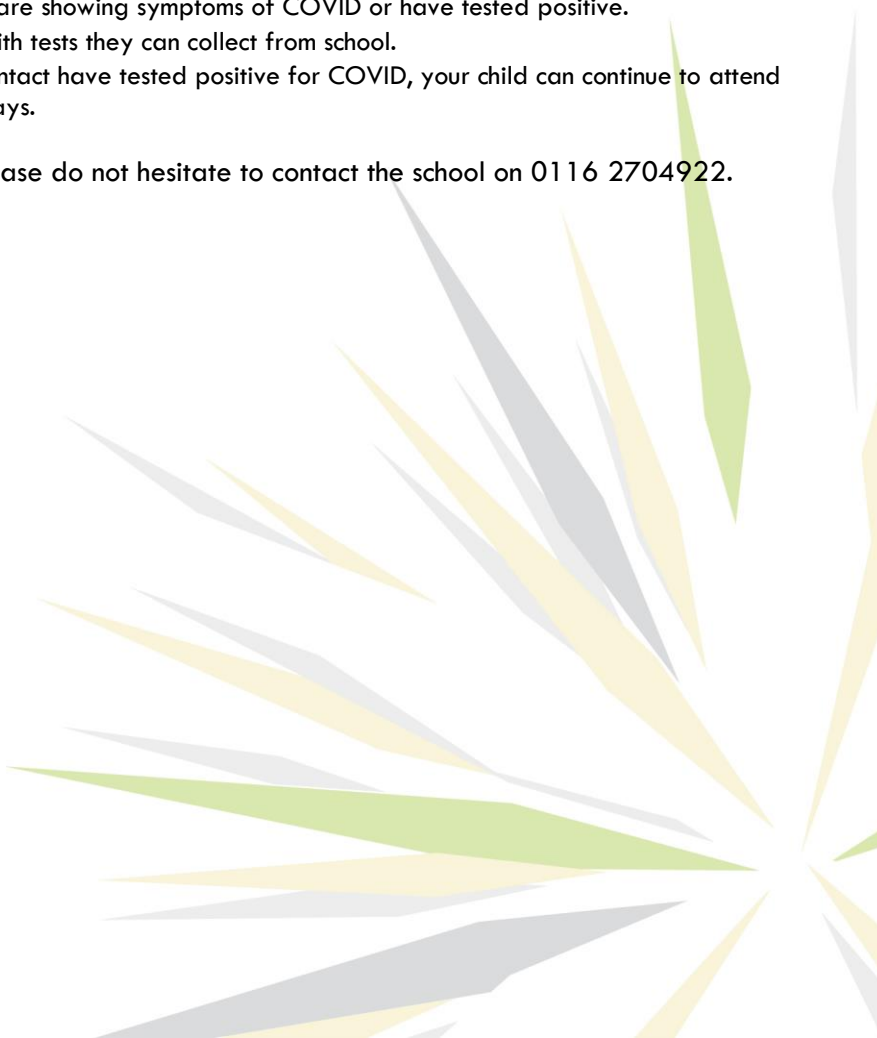 are showing symptoms of COVID or have tested positive.
ith tests they can collect from school.
ntact have tested positive for COVID, your child can continue to attend
ays.
ase do not hesitate to contact the school on 0116 2704922.